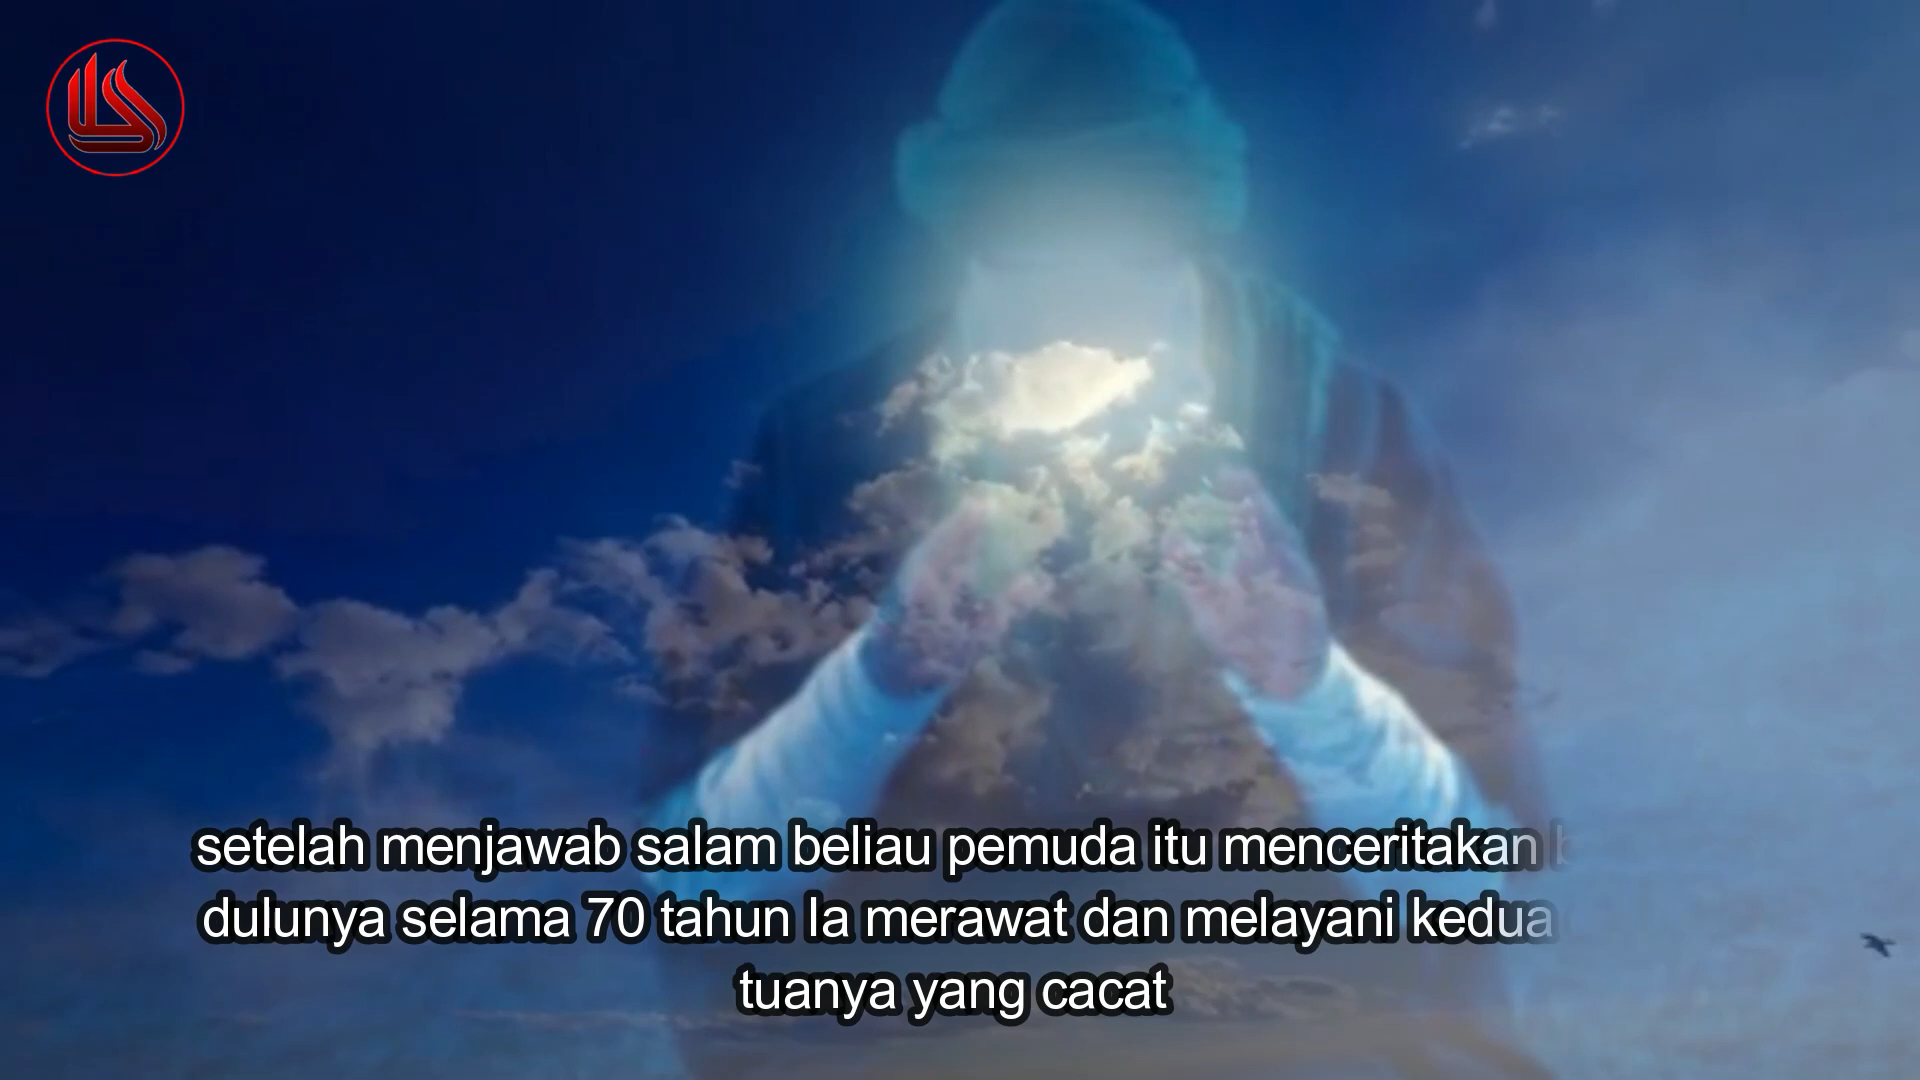 setelah menjawab salam beliau pemuda itu menceritakan
dulunya selama 70 tahun Ia merawat dan melayani kedua
tuanya yang cacat